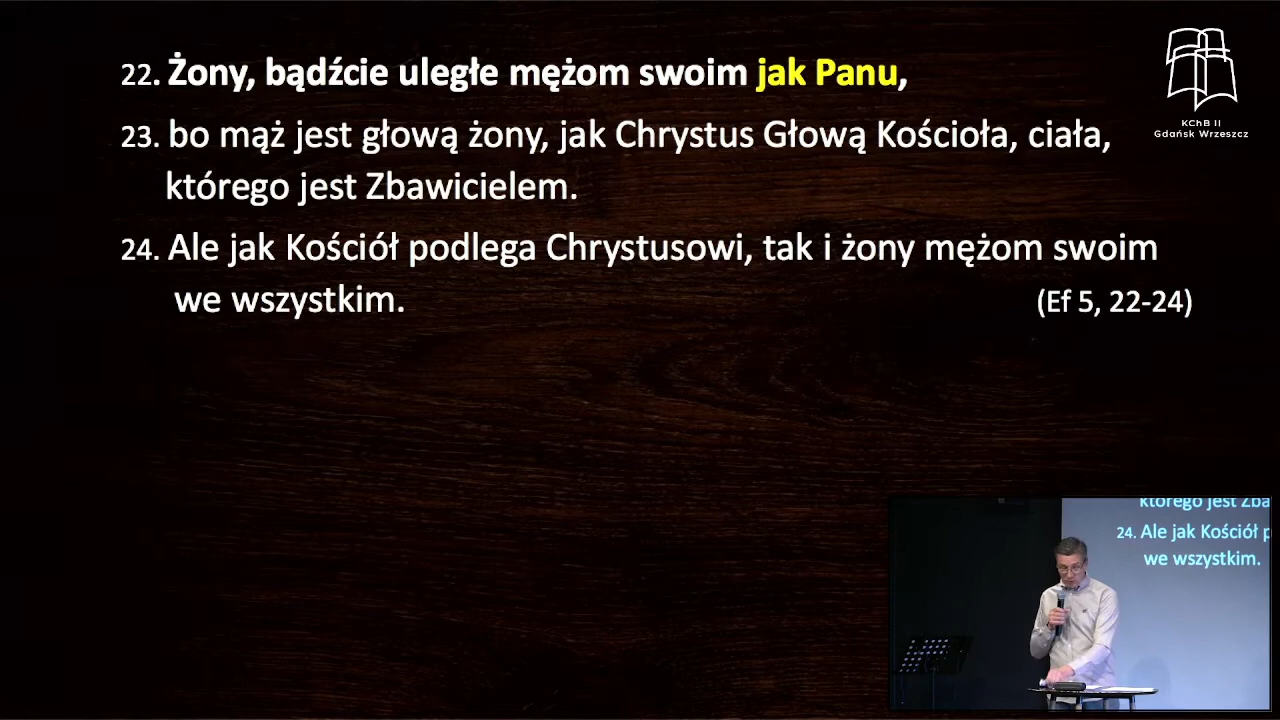 22. Żony, bądźcie uległe mężom swoim jak Panu,
23. bo mąż jest głową żony, jak Chrystus Głową Kościoła, ciała,
którego jest Zbawicielem.
24. Ale jak Kościół podlega Chrystusowi, tak i żony mężom swoim
we wszystkim.
(Ef 5, 22-24)
KChB II
Gdańsk Wrzeszcz
którego jest Zba
24. Ale jak Kościół p
we wszystkim.